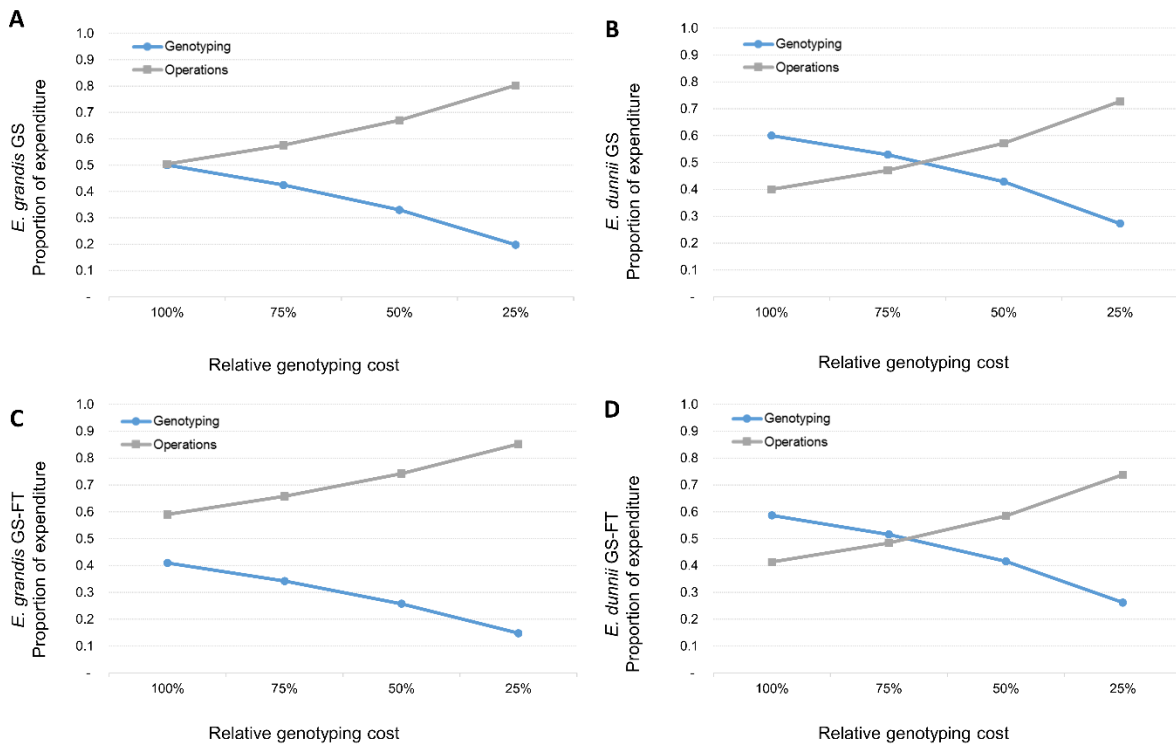 A
E. grandis GS
Proportion of expenditure
1.0
0.9
0.8
0.7
0.6
0.5
0.4
0.3
0.2
0.1
-
Genotyping
Operations
100% 75% 50% 25%
Relative genotyping cost
B
E. dunnii GS
Proportion of expenditure
1.0
0.9
0.8
0.7
0.6
0.5
0.4
0.3
0.2
0.1
-
Genotyping
Operations
100% 75% 50% 25%
Relative genotyping cost
C
E. grandis GS-FT
Proportion of expenditure
1.0
0.9
0.8
0.7
0.6
0.5
0.4
0.3
0.2
0.1
-
Genotyping
Operations
100% 75% 50% 25%
Relative genotyping cost
D
E. dunnii GS-FT
Proportion of expenditure
1.0
0.9
0.8
0.7
0.6
0.5
0.4
0.3
0.2
0.1
-
Genotyping
Operations
100% 75% 50% 25%
Relative genotyping cost